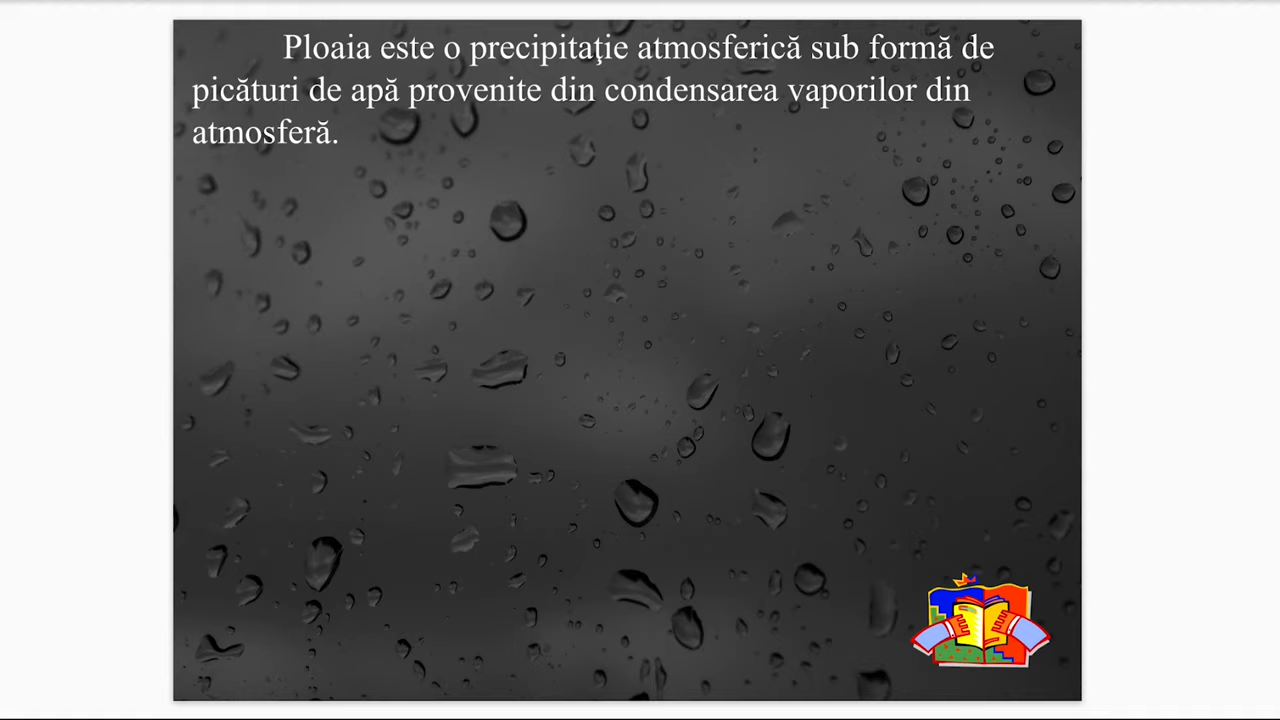 Ploaia este o precipitaţie atmosferică sub formă de
picături de apă provenite din condensarea vaporilor din
atmosferă.